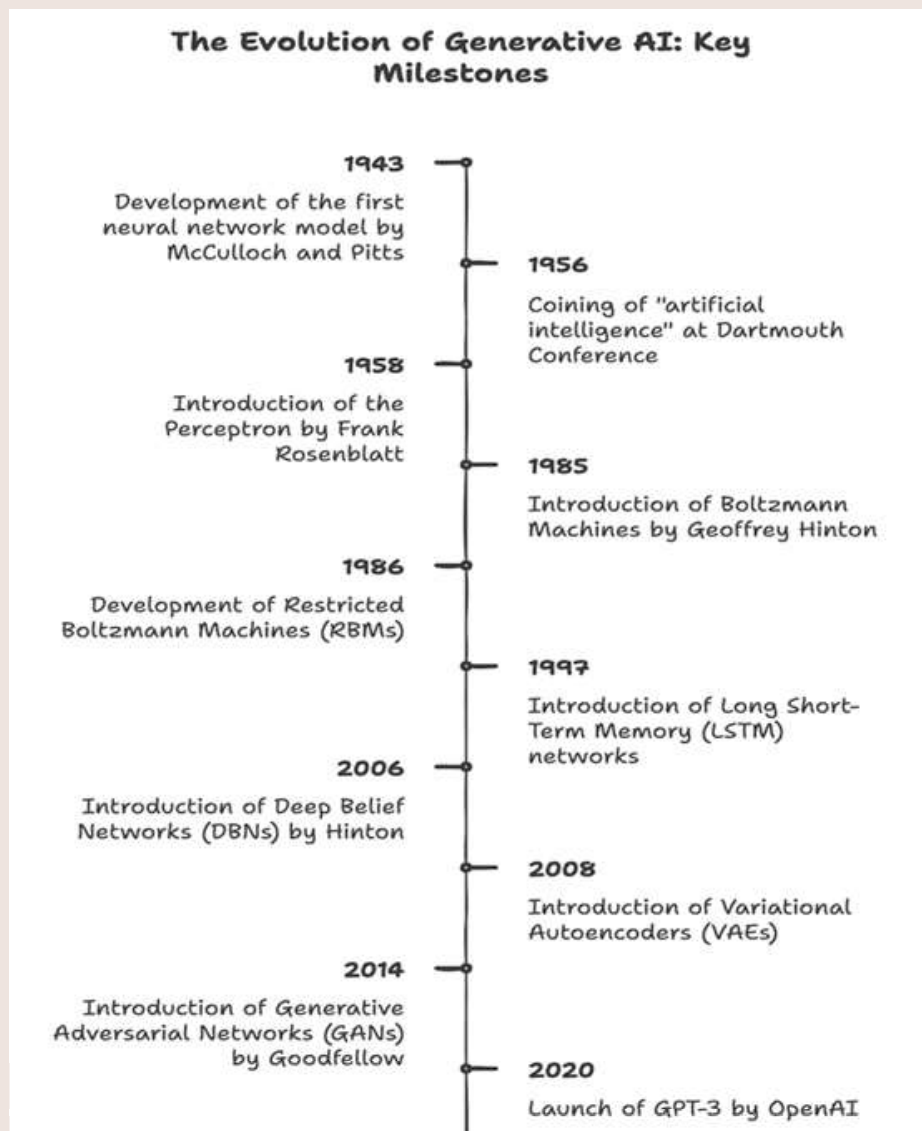 The Evolution of Generative AI: Key
Milestones
1943
Development of the first
neural network model by
McCulloch and Pitts
1956
Coining of "artificial
intelligence" at Dartmouth
Conference
1958
Introduction of the
Perceptron by Frank
Rosenblatt
1985
Introduction of Boltzmann
Machines by Geoffrey Hinton
1986
Development of Restricted
Boltzmann Machines (RBMs)
1997
Introduction of Long Short-
Term Memory (LSTM)
networks
2006
Introduction of Deep Belief
Networks (DBNs) by Hinton
2008
Introduction of Variational
Autoencoders (VAEs)
2014
Introduction of Generative
Adversarial Networks (GANs)
by Goodfellow
2020
Launch of GPT-3 by OpenAI